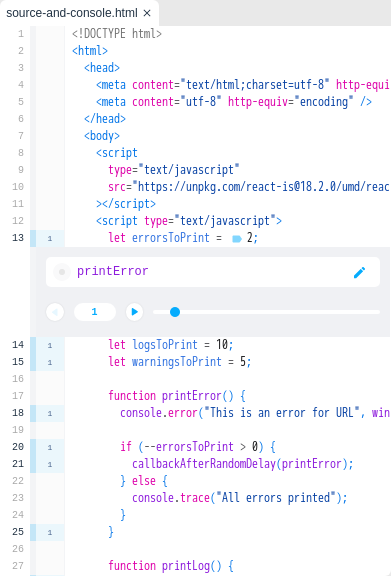 source-and-console.html ×
1 <!DOCTYPE html>
2 <html>
3 <head>
4 <meta content="text/html;charset=utf-8" http-equi
5 <meta content="utf-8" http-equiv="encoding" />
6 </head>
7 <body>
8 <script
9 type="text/javascript"
10 src="https://unpkg.com/react-is@18.2.0/umd/reac
11 ></script>
12 <script type="text/javascript">
13 1 let errorsToPrint = 2;
printError
1
14 1 let logsToPrint = 10;
15 1 let warningsToPrint = 5;
16
17 function printError() {
18 1 console.error("This is an error for URL", win
19
20 1 if (--errorsToPrint > 0) {
21 1 callbackAfterRandomDelay(printError);
22 } else {
23 console.trace("All errors printed");
24 }
25 1 }
26
27 function printLog() {